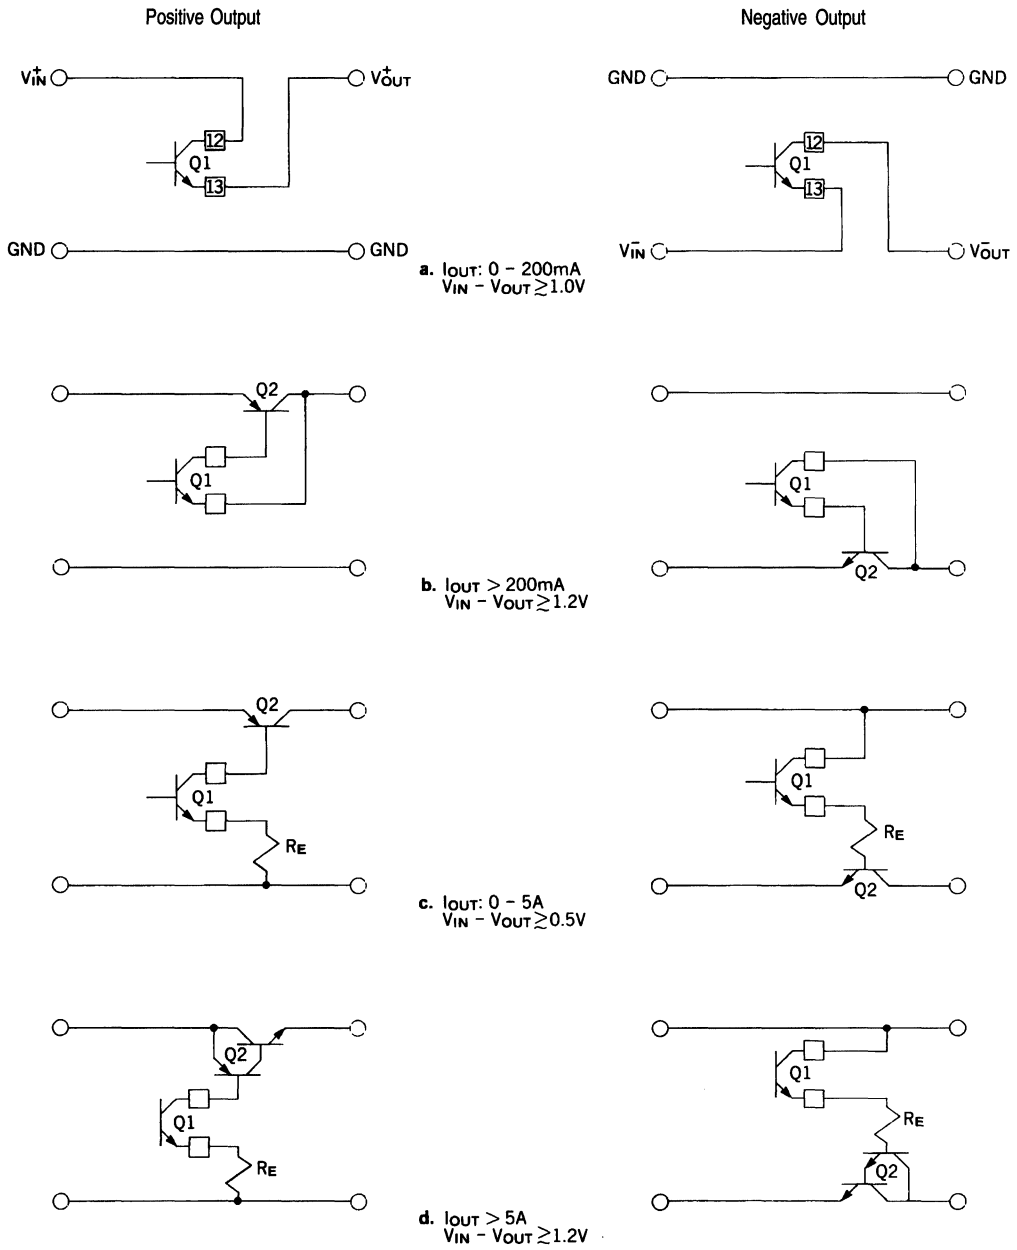 Positive Output
Negative Output
V+IN
V+OUT
12
Q1
13
GND
GND
GND
GND
12
Q1
13
V-IN
V-OUT
a. IOUT: 0 - 200mA
VIN - VOUT ≳ 1.0V
Q2
Q1
Q1
Q2
b. IOUT > 200mA
VIN - VOUT ≳ 1.2V
Q2
Q1
RE
Q1
RE
Q2
c. IOUT: 0 - 5A
VIN - VOUT ≳ 0.5V
Q2
Q1
RE
Q1
RE
Q2
d. IOUT > 5A
VIN - VOUT ≳ 1.2V